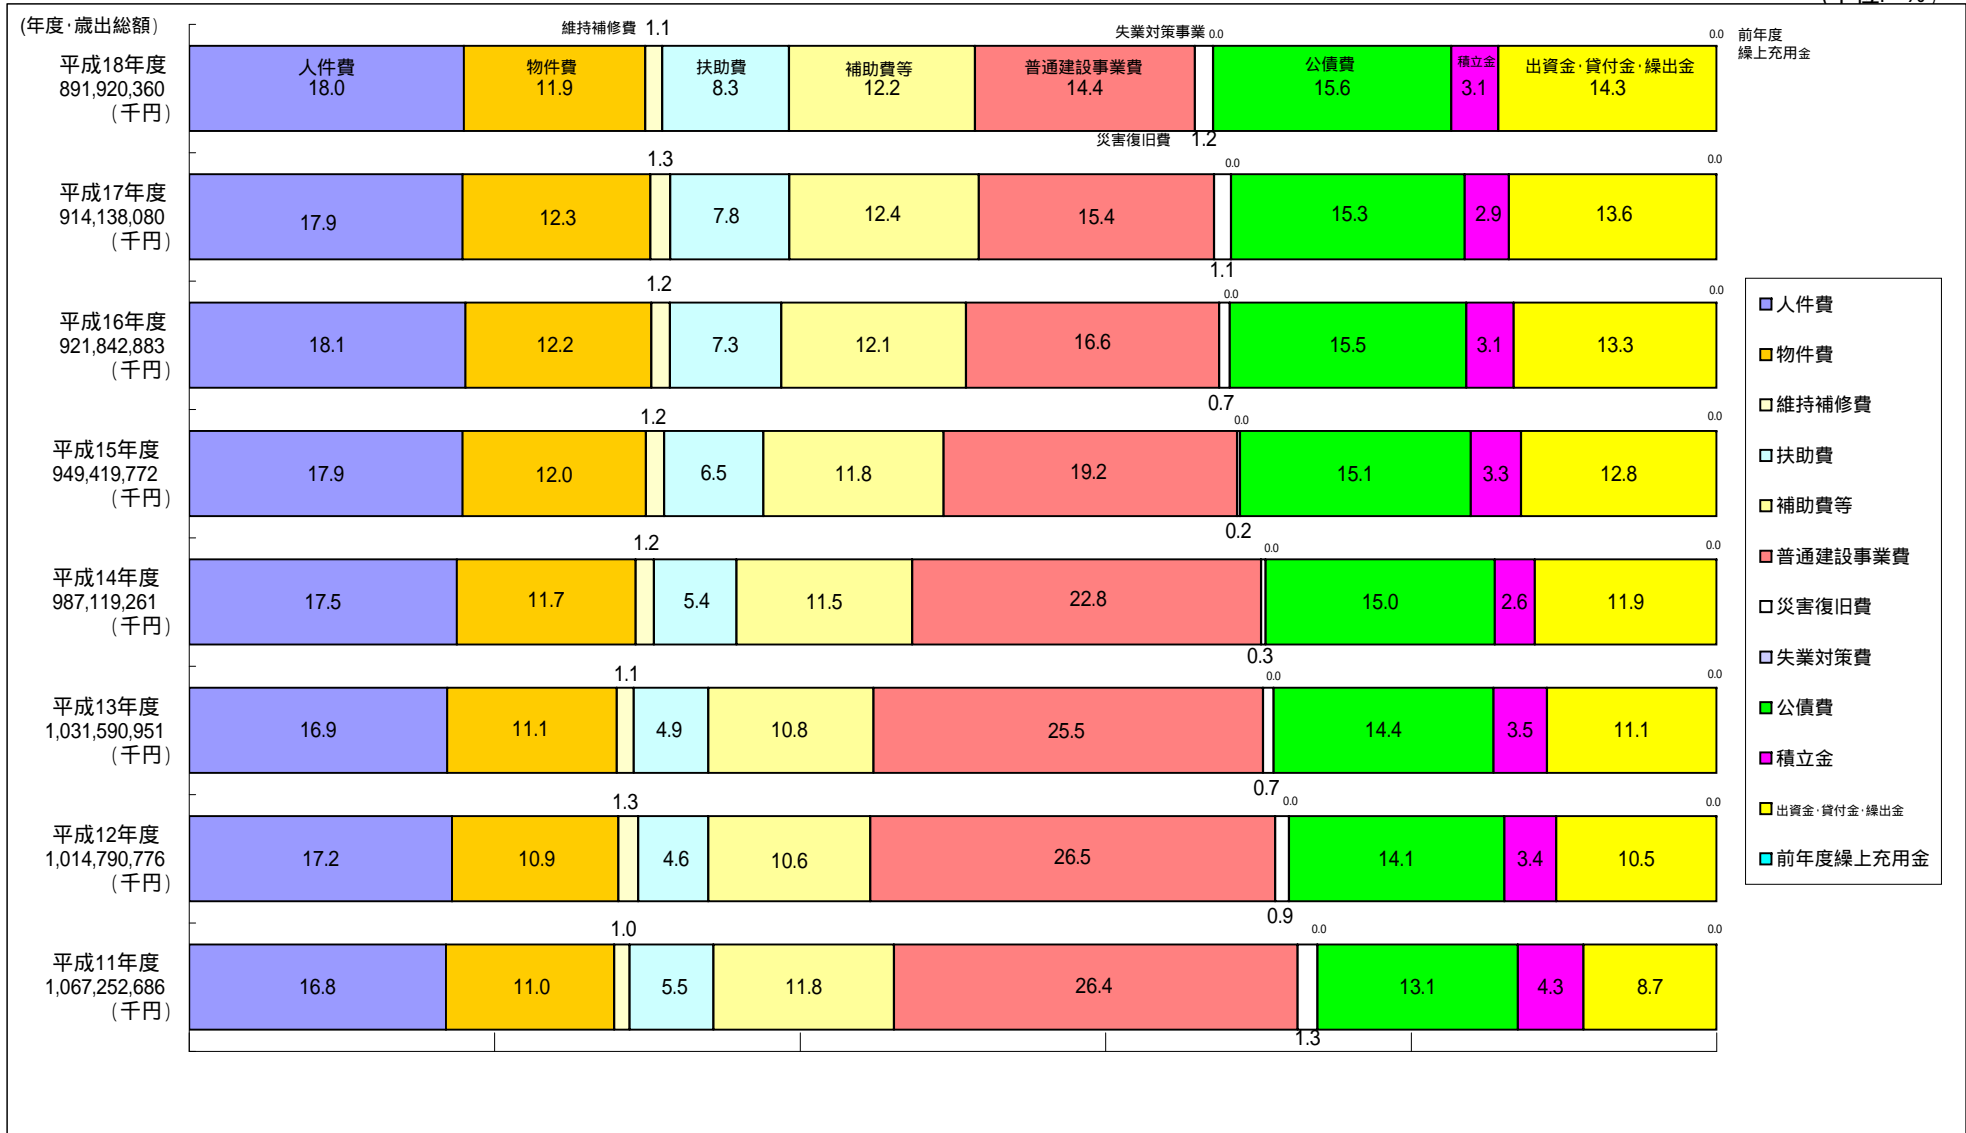 (年度･歳出総額)
維持補修費 1.1
失業対策事業 0.0
0.0 前年度
繰上充用金
平成18年度
891,920,360
(千円)
人件費 物件費 扶助費 補助費等 普通建設事業費 公債費 積立金 出資金･貸付金･繰出金
18.0 11.9 8.3 12.2 14.4 15.6 3.1 14.3
災害復旧費 1.2
1.3 0.0 0.0
平成17年度
914,138,080
(千円)
17.9 12.3 7.8 12.4 15.4 15.3 2.9 13.6
1.1
1.2 0.0 0.0
平成16年度
921,842,883
(千円)
18.1 12.2 7.3 12.1 16.6 15.5 3.1 13.3
0.7
1.2 0.0 0.0
平成15年度
949,419,772
(千円)
17.9 12.0 6.5 11.8 19.2 15.1 3.3 12.8
0.2
1.2 0.0 0.0
平成14年度
987,119,261
(千円)
17.5 11.7 5.4 11.5 22.8 15.0 2.6 11.9
0.3
1.1 0.0 0.0
平成13年度
1,031,590,951
(千円)
16.9 11.1 4.9 10.8 25.5 14.4 3.5 11.1
0.7
1.3 0.0 0.0
平成12年度
1,014,790,776
(千円)
17.2 10.9 4.6 10.6 26.5 14.1 3.4 10.5
0.9
1.0 0.0 0.0
平成11年度
1,067,252,686
(千円)
16.8 11.0 5.5 11.8 26.4 13.1 4.3 8.7
1.3
人件費
物件費
維持補修費
扶助費
補助費等
普通建設事業費
災害復旧費
失業対策費
公債費
積立金
出資金･貸付金･繰出金
前年度繰上充用金